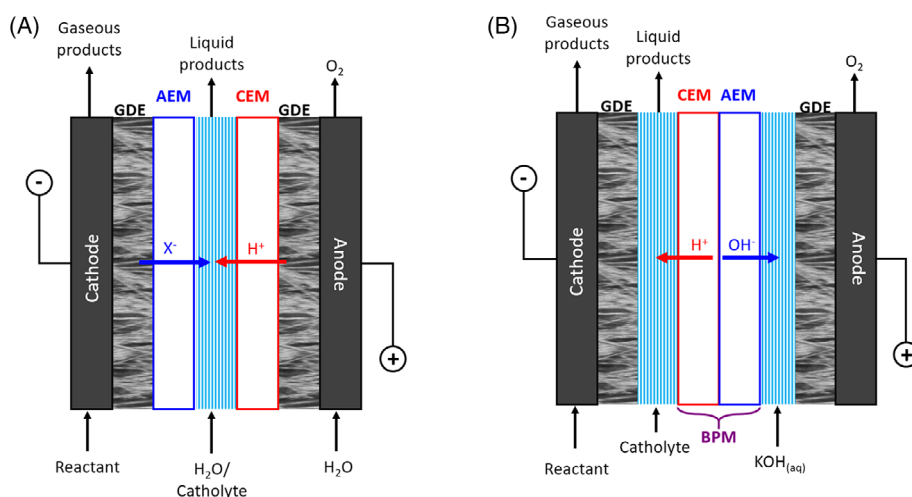 (A)
Gaseous
products
Liquid
products
O₂
GDE
AEM
CEM
GDE
-
Cathode
X⁻
H⁺
Anode
+
Reactant
H₂O/
Catholyte
H₂O
(B)
Gaseous
products
Liquid
products
O₂
GDE
CEM
AEM
GDE
-
Cathode
H⁺
OH⁻
Anode
+
Reactant
Catholyte
BPM
KOH₍aq₎